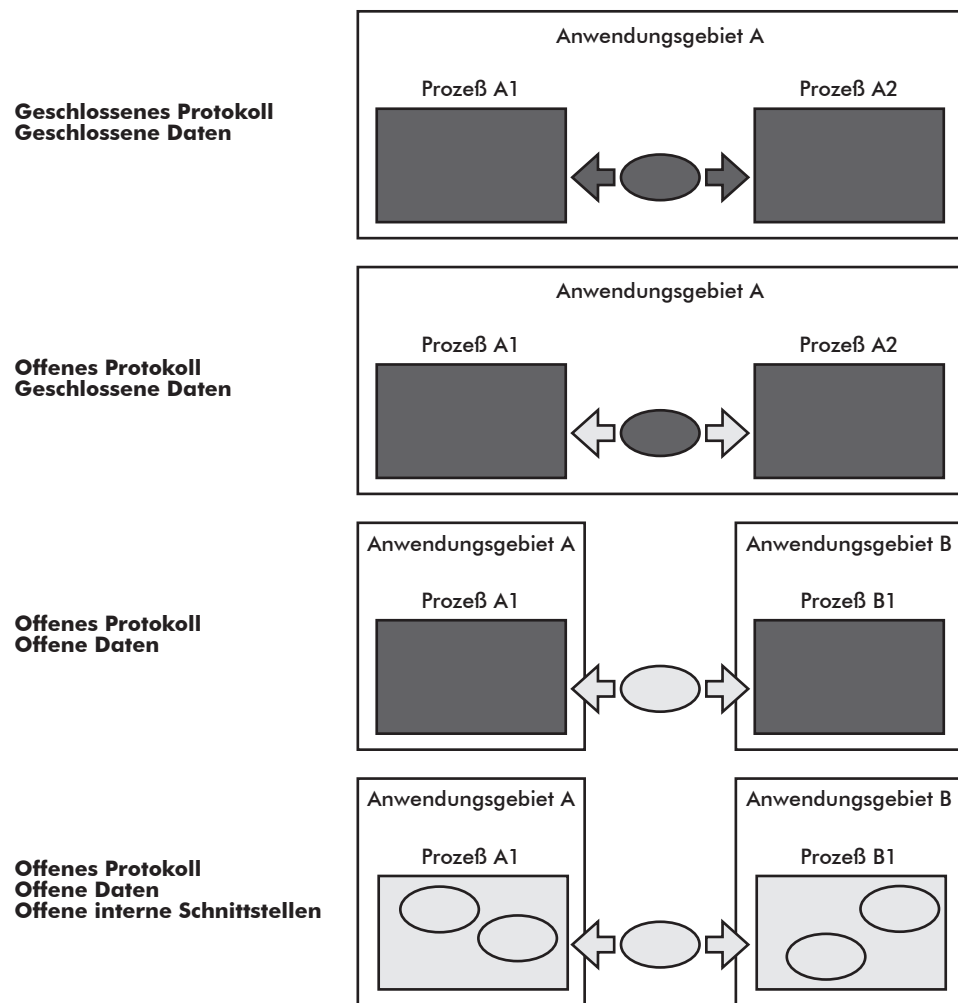 Anwendungsgebiet A
Prozeß A1
Prozeß A2
Geschlossenes Protokoll
Geschlossene Daten
Anwendungsgebiet A
Prozeß A1
Prozeß A2
Offenes Protokoll
Geschlossene Daten
Anwendungsgebiet A
Anwendungsgebiet B
Prozeß A1
Prozeß B1
Offenes Protokoll
Offene Daten
Anwendungsgebiet A
Anwendungsgebiet B
Prozeß A1
Prozeß B1
Offenes Protokoll
Offene Daten
Offene interne Schnittstellen